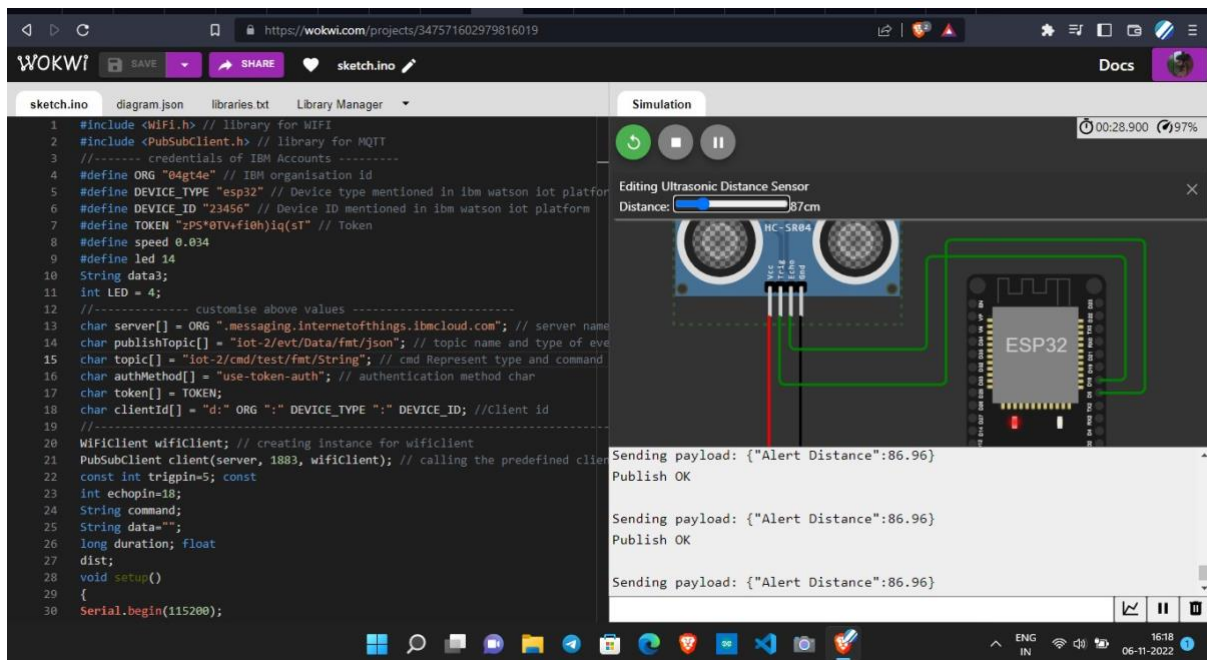 https://wokwi.com/projects/347571602979816019
WOKWi SAVE SHARE sketch.ino Docs
sketch.ino diagram.json libraries.txt Library Manager
1 #include <WiFi.h> // library for WIFI
2 #include <PubSubClient.h> // library for MQTT
3 //------- credentials of IBM Accounts ---------
4 #define ORG "04gt4e" // IBM organisation id
5 #define DEVICE_TYPE "esp32" // Device type mentioned in ibm watson iot platfor
6 #define DEVICE_ID "23456" // Device ID mentioned in ibm watson iot platform
7 #define TOKEN "zPS*0TV+fi0h)iq(sT" // Token
8 #define speed 0.034
9 #define led 14
10 String data3;
11 int LED = 4;
12 //-------------- customise above values ------------------------
13 char server[] = ORG ".messaging.internetofthings.ibmcloud.com"; // server name
14 char publishTopic[] = "iot-2/evt/Data/fmt/json"; // topic name and type of eve
15 char topic[] = "iot-2/cmd/test/fmt/String"; // cmd Represent type and command
16 char authMethod[] = "use-token-auth"; // authentication method char
17 char token[] = TOKEN;
18 char clientId[] = "d:" ORG ":" DEVICE_TYPE ":" DEVICE_ID; //Client id
19 //-----------------------------------------------------------------------
20 WiFiClient wifiClient; // creating instance for wificlient
21 PubSubClient client(server, 1883, wifiClient); // calling the predefined clien
22 const int trigpin=5; const
23 int echopin=18;
24 String command;
25 String data="";
26 long duration; float
27 dist;
28 void setup()
29 {
30 Serial.begin(115200);
Simulation
00:28.900 97%
Editing Ultrasonic Distance Sensor
Distance: 87cm
HC-SR04
Vcc
Trig
Echo
Gnd
ESP32
Sending payload: {"Alert Distance":86.96}
Publish OK
Sending payload: {"Alert Distance":86.96}
Publish OK
Sending payload: {"Alert Distance":86.96}
ENG
IN
16:18
06-11-2022
1